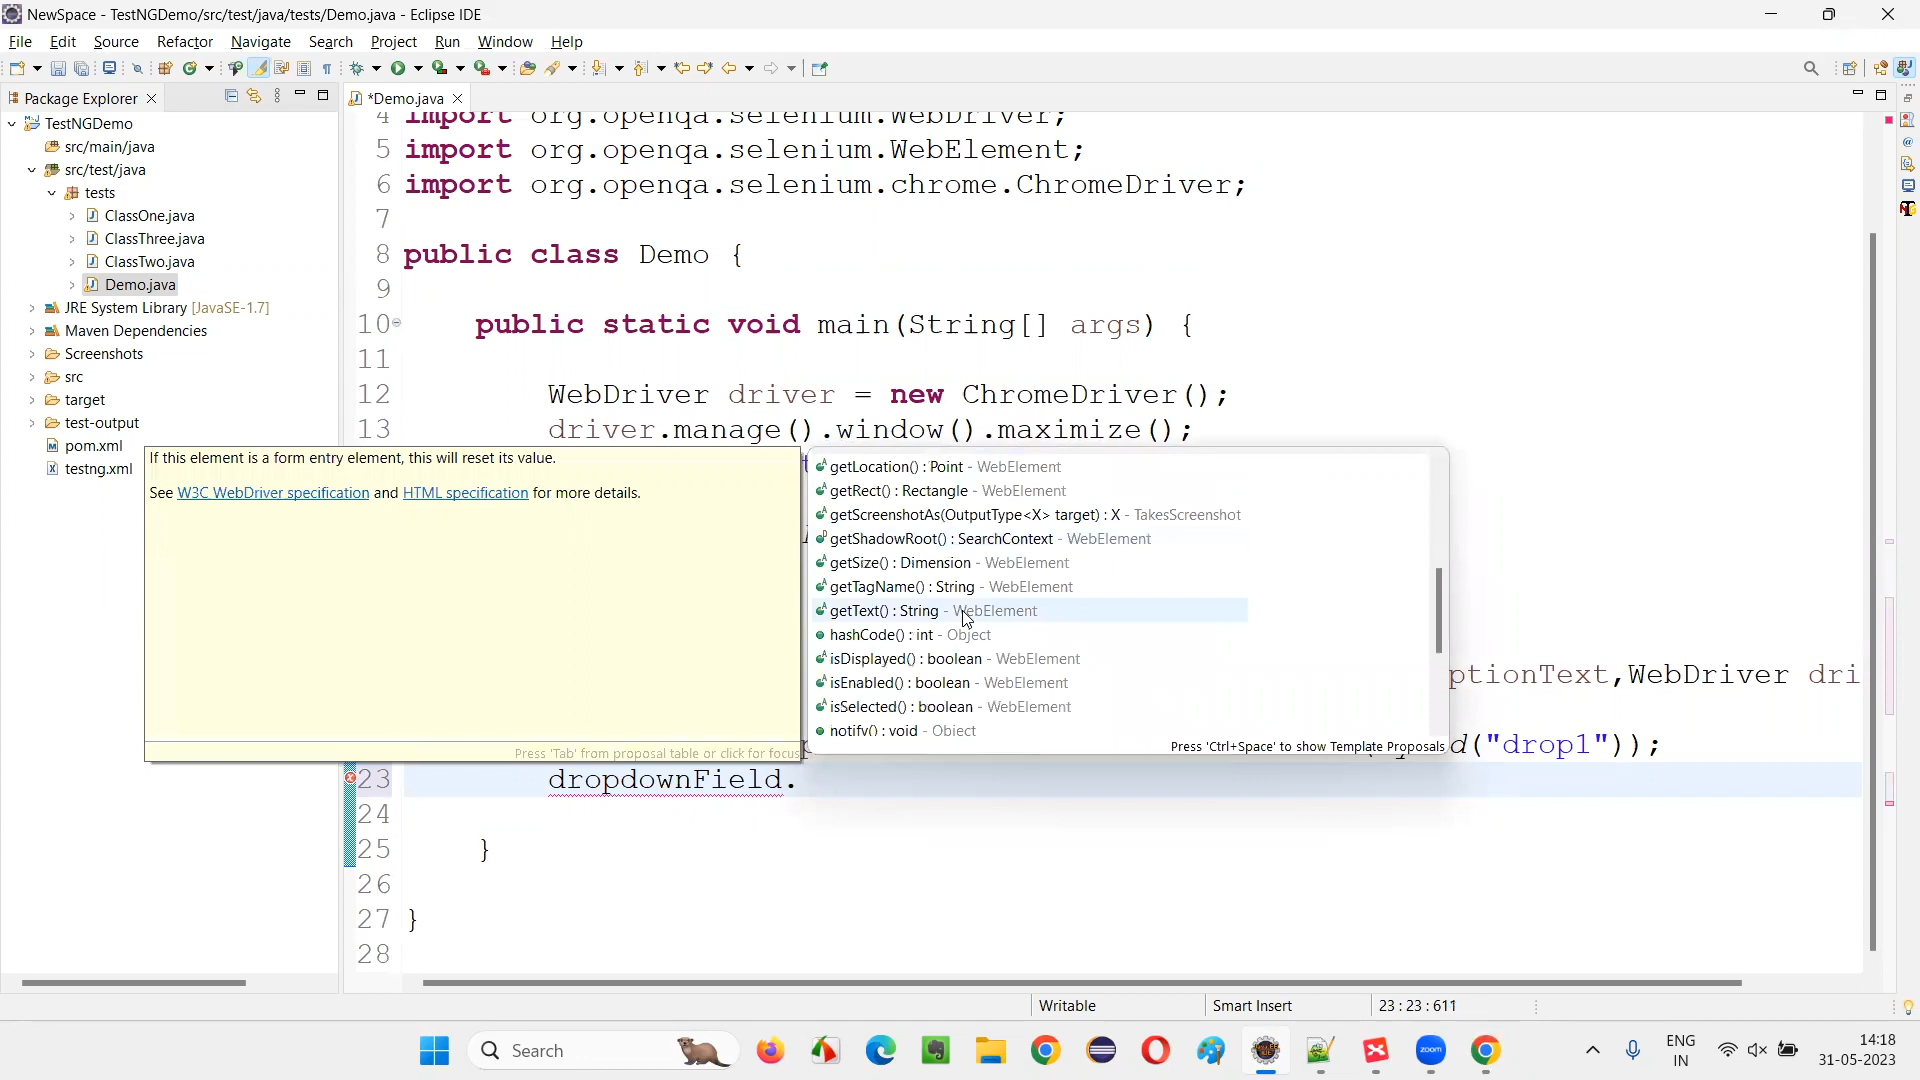 NewSpace - TestNGDemo/src/test/java/tests/Demo.java - Eclipse IDE
File Edit Source Refactor Navigate Search Project Run Window Help
Package Explorer
*Demo.java
TestNGDemo
src/main/java
src/test/java
tests
ClassOne.java
ClassThree.java
ClassTwo.java
Demo.java
JRE System Library [JavaSE-1.7]
Maven Dependencies
Screenshots
src
target
test-output
pom.xml
testng.xml
4 import org.openqa.selenium.WebDriver;
5 import org.openqa.selenium.WebElement;
6 import org.openqa.selenium.chrome.ChromeDriver;
7
8 public class Demo {
9
10 public static void main(String[] args) {
11
12 WebDriver driver = new ChromeDriver();
13 driver.manage().window().maximize();
If this element is a form entry element, this will reset its value.
See W3C WebDriver specification and HTML specification for more details.
Press 'Tab' from proposal table or click for focus
getLocation() : Point - WebElement
getRect() : Rectangle - WebElement
getScreenshotAs(OutputType<X> target) : X - TakesScreenshot
getShadowRoot() : SearchContext - WebElement
getSize() : Dimension - WebElement
getTagName() : String - WebElement
getText() : String - WebElement
hashCode() : int - Object
isDisplayed() : boolean - WebElement
isEnabled() : boolean - WebElement
isSelected() : boolean - WebElement
notify() : void - Object
Press 'Ctrl+Space' to show Template Proposals
ptionText,WebDriver dri
d("drop1"));
23 dropdownField.
24
25 }
26
27 }
28
Writable Smart Insert 23 : 23 : 611
Search
zoom
ENG
IN
14:18
31-05-2023